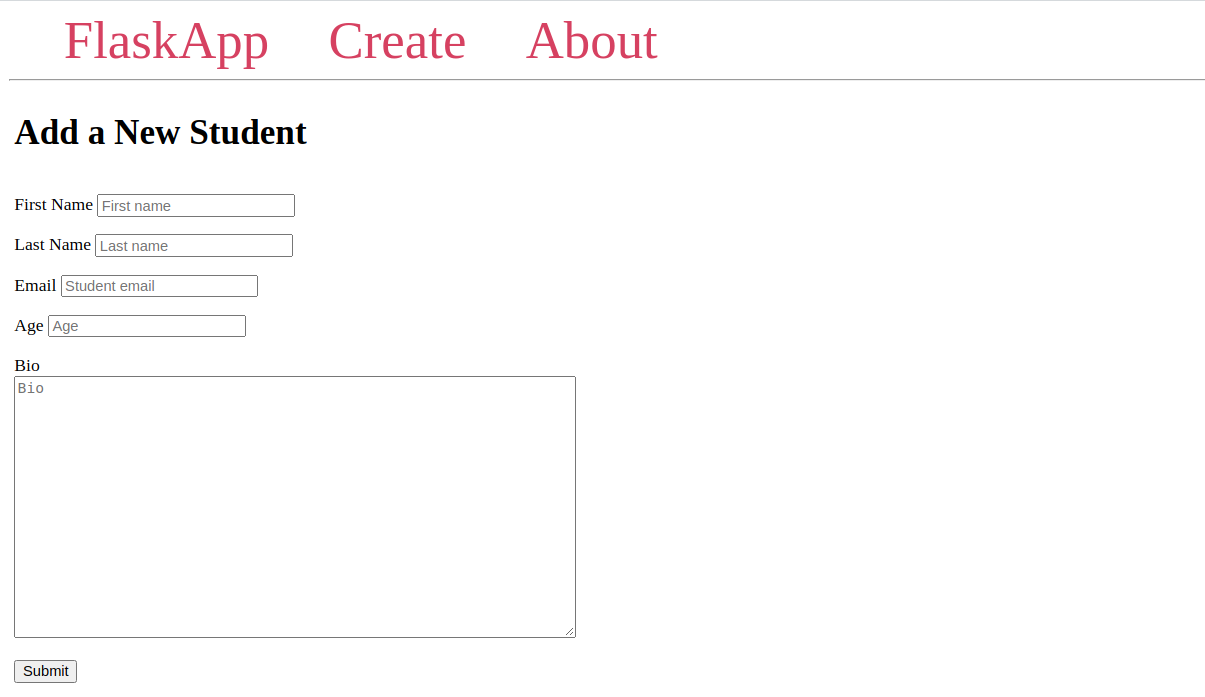 FlaskApp Create About
Add a New Student
First Name First name
Last Name Last name
Email Student email
Age Age
Bio
Bio
Submit